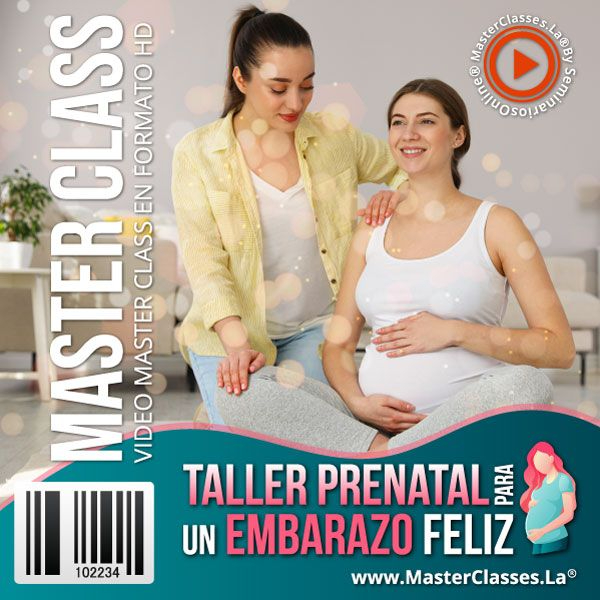 MASTER CLASS
VIDEO MASTER CLASS EN FORMATO HD
MasterClasses.La® By SeminariosOnline®
TALLER PRENATAL PARA
UN EMBARAZO FELIZ
102234
www.MasterClasses.La®